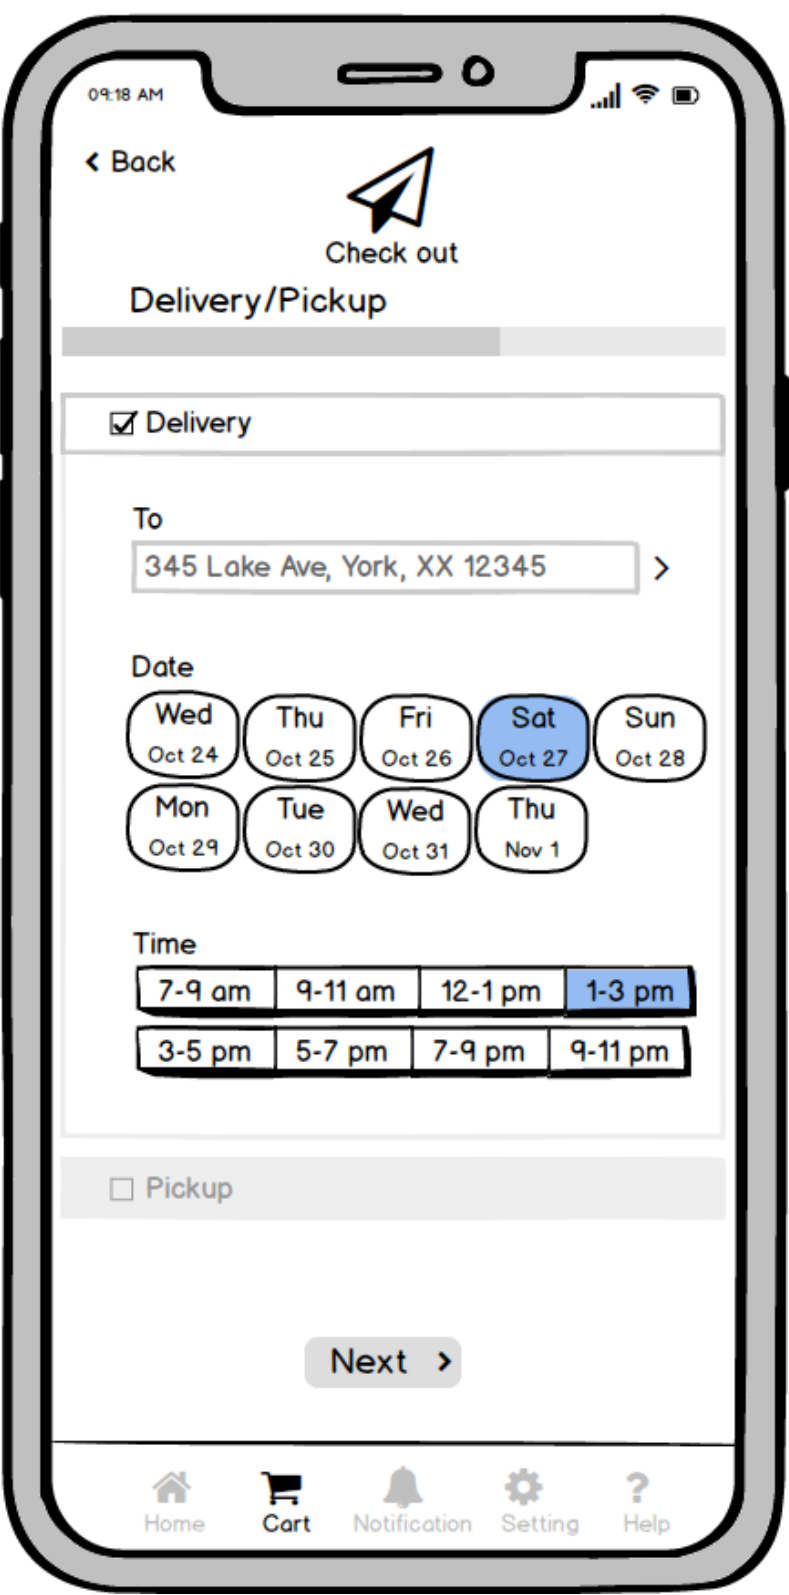 09:18 AM
Back
Check out
Delivery/Pickup
Delivery
To
345 Lake Ave, York, XX 12345
Date
Wed Thu Fri Sat Sun
Oct 24 Oct 25 Oct 26 Oct 27 Oct 28
Mon Tue Wed Thu
Oct 29 Oct 30 Oct 31 Nov 1
Time
7-9 am 9-11 am 12-1 pm 1-3 pm
3-5 pm 5-7 pm 7-9 pm 9-11 pm
Pickup
Next
Home Cart Notification Setting Help